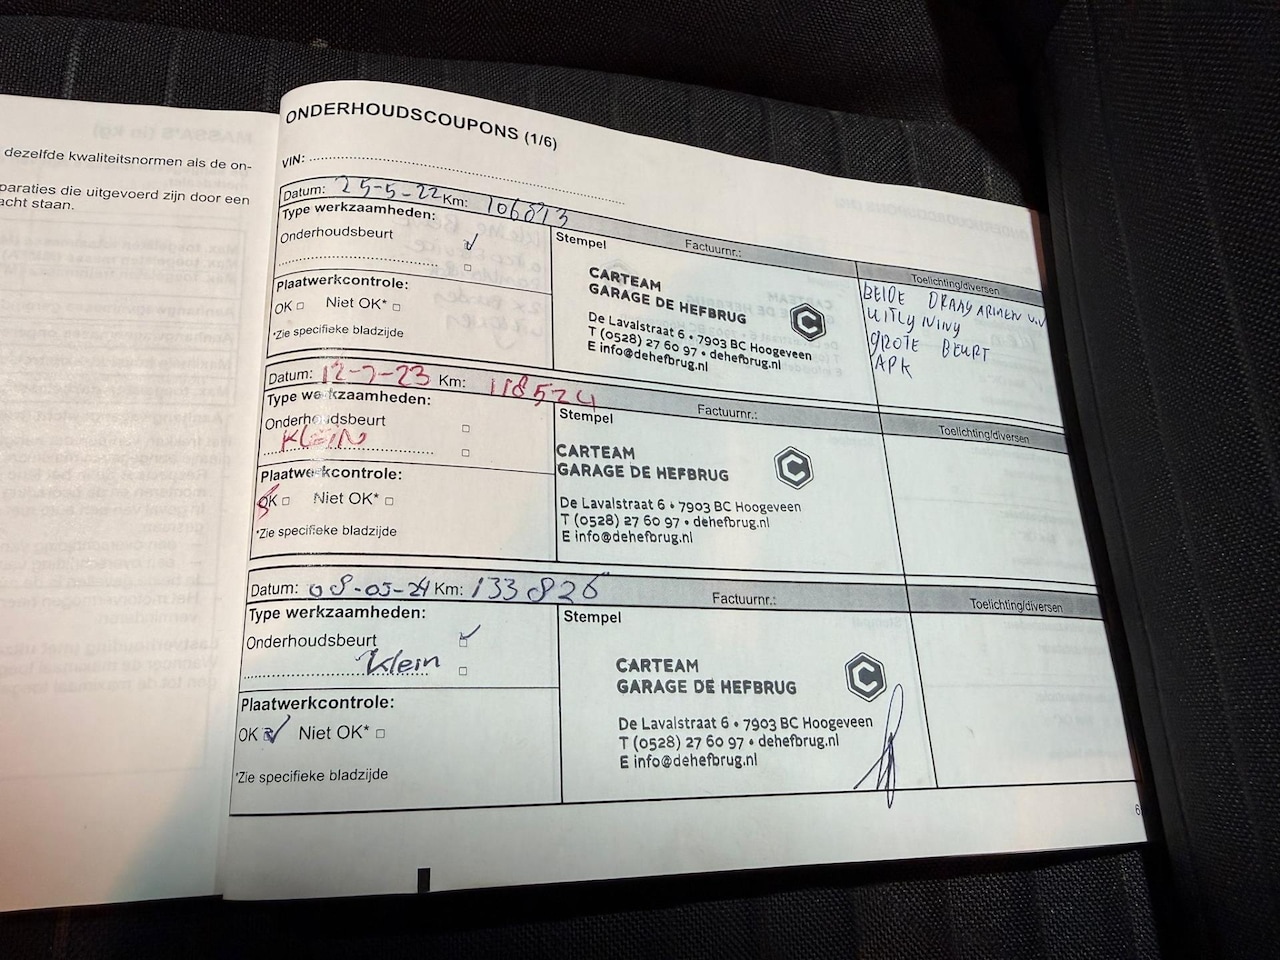 dezelfde kwaliteitsnormen als de on-
paraties die uitgevoerd zijn door een
acht staan.
ONDERHOUDSCOUPONS (1/6)
VIN:
Datum: 25-5-22 Km: 106813
Type werkzaamheden:
Onderhoudsbeurt
Plaatwerkcontrole:
OK □ Niet OK* □
*Zie specifieke bladzijde
Stempel Factuurnr.:
CARTEAM
GARAGE DE HEFBRUG
De Lavalstraat 6 • 7903 BC Hoogeveen
T (0528) 27 60 97 • dehefbrug.nl
E info@dehefbrug.nl
Toelichting/diversen
BEIDE DRAAGARMEN V.V
UITLYNING
GROTE BEURT
APK
Datum: 12-7-23 Km: 118524
Type werkzaamheden:
Onderhoudsbeurt
KLEIN
Plaatwerkcontrole:
OK □ Niet OK* □
*Zie specifieke bladzijde
Stempel Factuurnr.:
CARTEAM
GARAGE DE HEFBRUG
De Lavalstraat 6 • 7903 BC Hoogeveen
T (0528) 27 60 97 • dehefbrug.nl
E info@dehefbrug.nl
Toelichting/diversen
Datum: 08-05-24 Km: 133826
Type werkzaamheden:
Onderhoudsbeurt
Klein
Plaatwerkcontrole:
OK Niet OK* □
*Zie specifieke bladzijde
Stempel Factuurnr.:
CARTEAM
GARAGE DE HEFBRUG
De Lavalstraat 6 • 7903 BC Hoogeveen
T (0528) 27 60 97 • dehefbrug.nl
E info@dehefbrug.nl
Toelichting/diversen
6